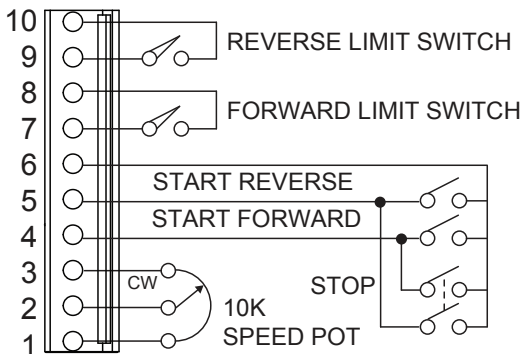 10
REVERSE LIMIT SWITCH
9
8
FORWARD LIMIT SWITCH
7
6
START REVERSE
5
START FORWARD
4
3
CW
STOP
2
10K
SPEED POT
1